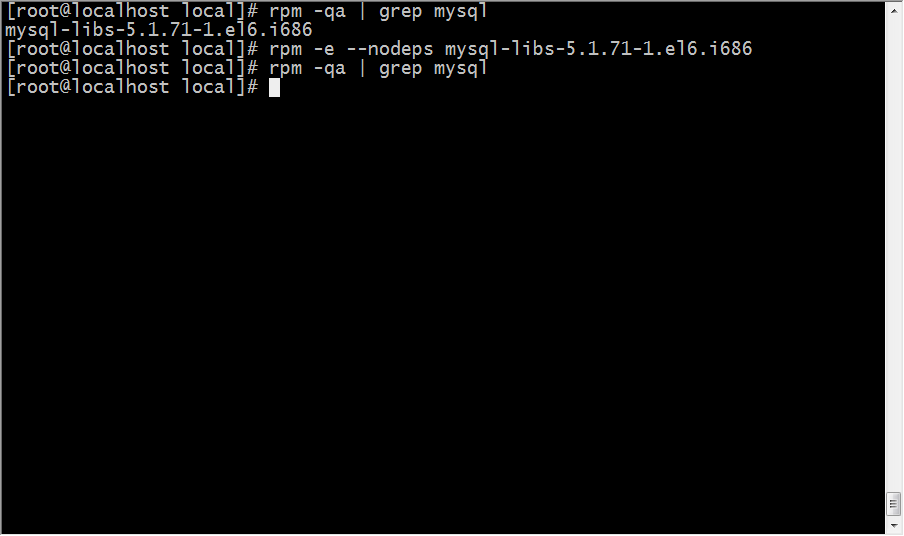 [root@localhost local]# rpm -qa | grep mysql
mysql-libs-5.1.71-1.el6.i686
[root@localhost local]# rpm -e --nodeps mysql-libs-5.1.71-1.el6.i686
[root@localhost local]# rpm -qa | grep mysql
[root@localhost local]#